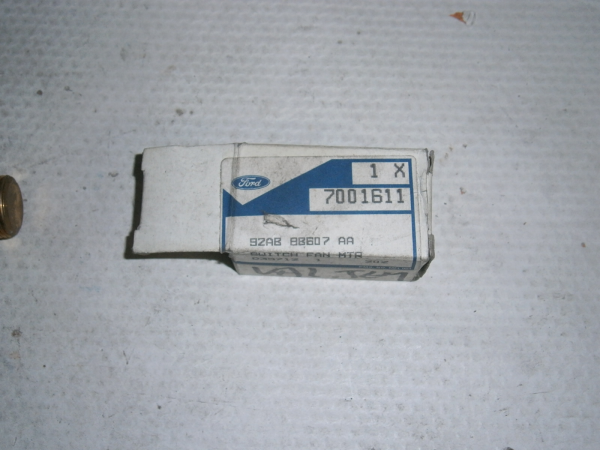 Ford
1 X
7001611
92AB 8B607 AA
SWITCH FAN MTR